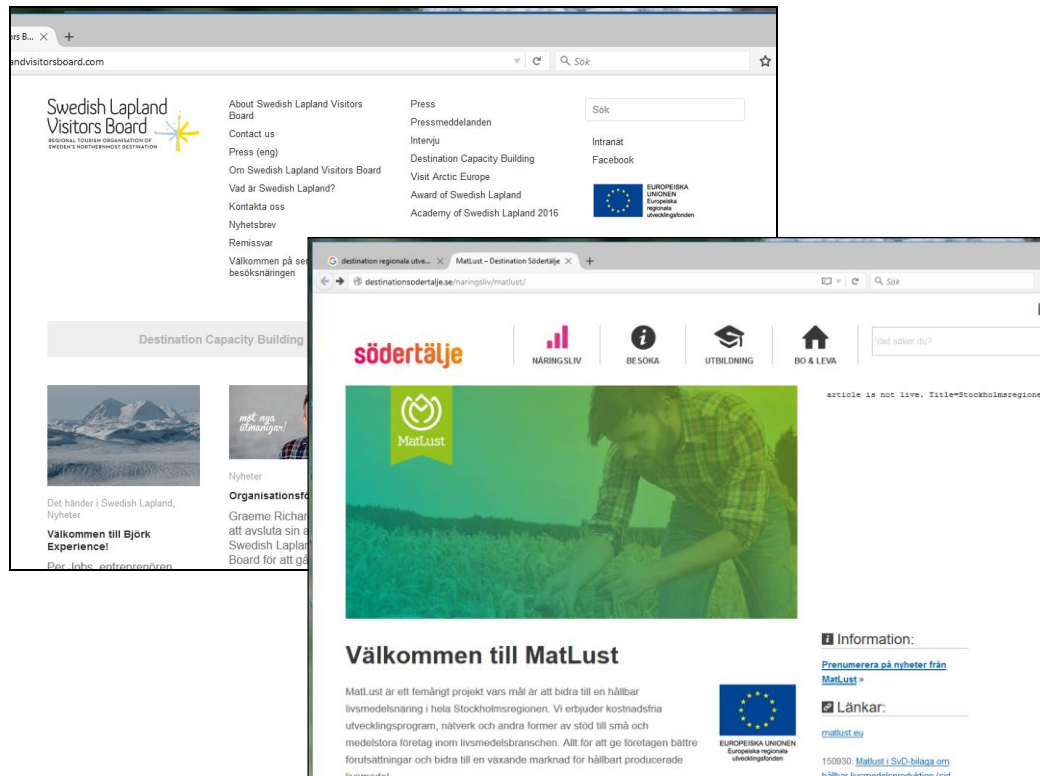 andvisitorsboard.com
Sök
Swedish Lapland
Visitors Board
REGIONAL TOURISM ORGANISATION OF
SWEDEN'S NORTHERNMOST DESTINATION
About Swedish Lapland Visitors
Board
Contact us
Press (eng)
Om Swedish Lapland Visitors Board
Vad är Swedish Lapland?
Kontakta oss
Nyhetsbrev
Remissvar
Välkommen på
besöksnäringen
Press
Pressmeddelanden
Intervju
Destination Capacity Building
Visit Arctic Europe
Award of Swedish Lapland
Academy of Swedish Lapland 2016
Sök
Intranät
Facebook
EUROPEISKA
UNIONEN
Europeiska
regionala
utvecklingsfonden
Destination Capacity Building
Det händer i Swedish Lapland,
Nyheter
Välkommen till Björk
Experience!
Per Jobs, entreprenören
möt nya
utmaningar!
Nyheter
Organisationsfö
Graeme Richar
att avsluta sin a
Swedish Laplan
Board för att gå
destination regionala utve...
MatLust – Destination Södertälje
destinationsodertalje.se/naringsliv/matlust/
Sök
södertälje
NÄRINGSLIV
BESÖKA
UTBILDNING
BO & LEVA
Vad söker du?
MatLust
article is not live. Title=Stockholmsregione
Välkommen till MatLust
MatLust är ett femårigt projekt vars mål är att bidra till en hållbar
livsmedelsnäring i hela Stockholmsregionen. Vi erbjuder kostnadsfria
utvecklingsprogram, nätverk och andra former av stöd till små och
medelstora företag inom livsmedelsbranschen. Allt för att ge företagen bättre
förutsättningar och bidra till en växande marknad för hållbart producerade
livsmedel
EUROPEISKA UNIONEN
Europeiska regionala
utvecklingsfonden
Information:
Prenumerera på nyheter från
MatLust »
Länkar:
matlust.eu
150930: Matlust i SvD-bilaga om
hållbar livsmedelsproduktion (sid